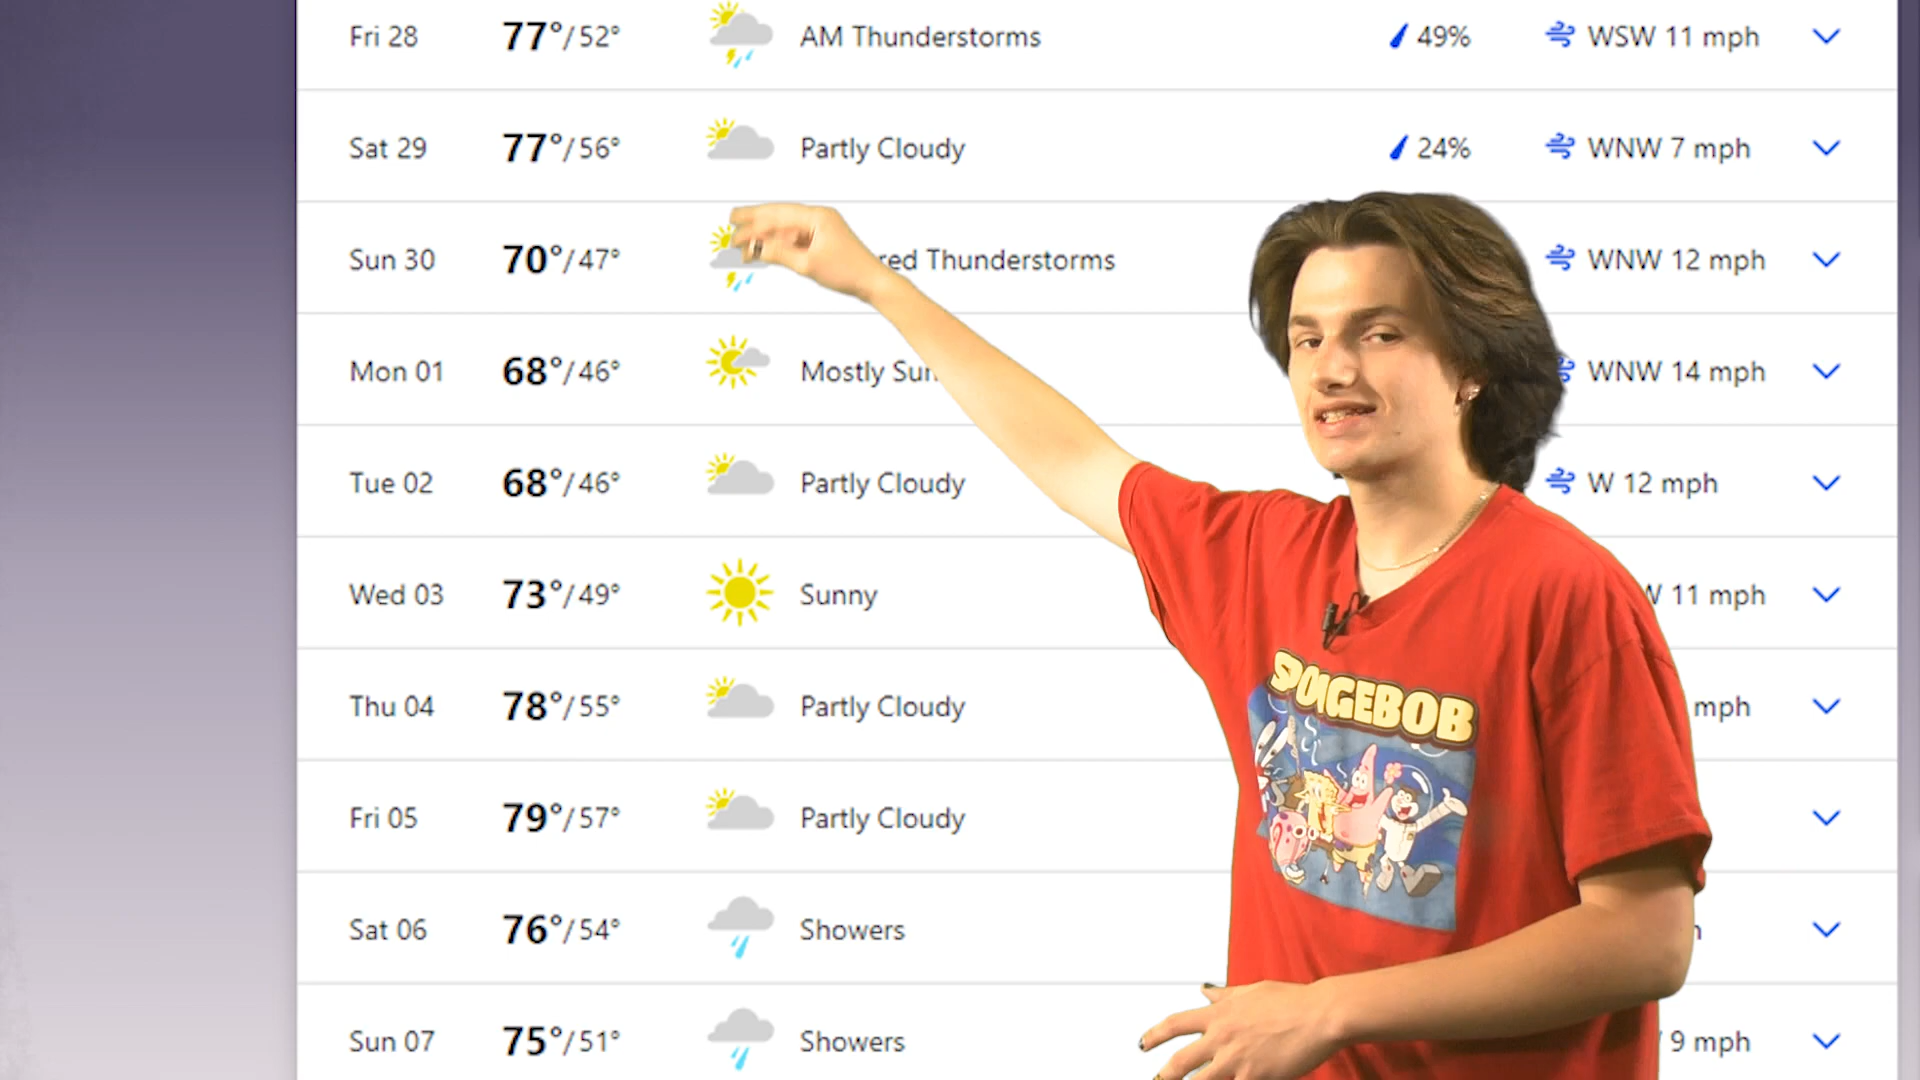 Fri 28 77°/52° AM Thunderstorms 49% WSW 11 mph
Sat 29 77°/56° Partly Cloudy 24% WNW 7 mph
Sun 30 70°/47° Thunderstorms WNW 12 mph
Mon 01 68°/46° Mostly WNW 14 mph
Tue 02 68°/46° Partly Cloudy W 12 mph
Wed 03 73°/49° Sunny 11 mph
Thu 04 78°/55° Partly Cloudy mph
Fri 05 79°/57° Partly Cloudy
Sat 06 76°/54° Showers
Sun 07 75°/51° Showers 9 mph
SPONGEBOB